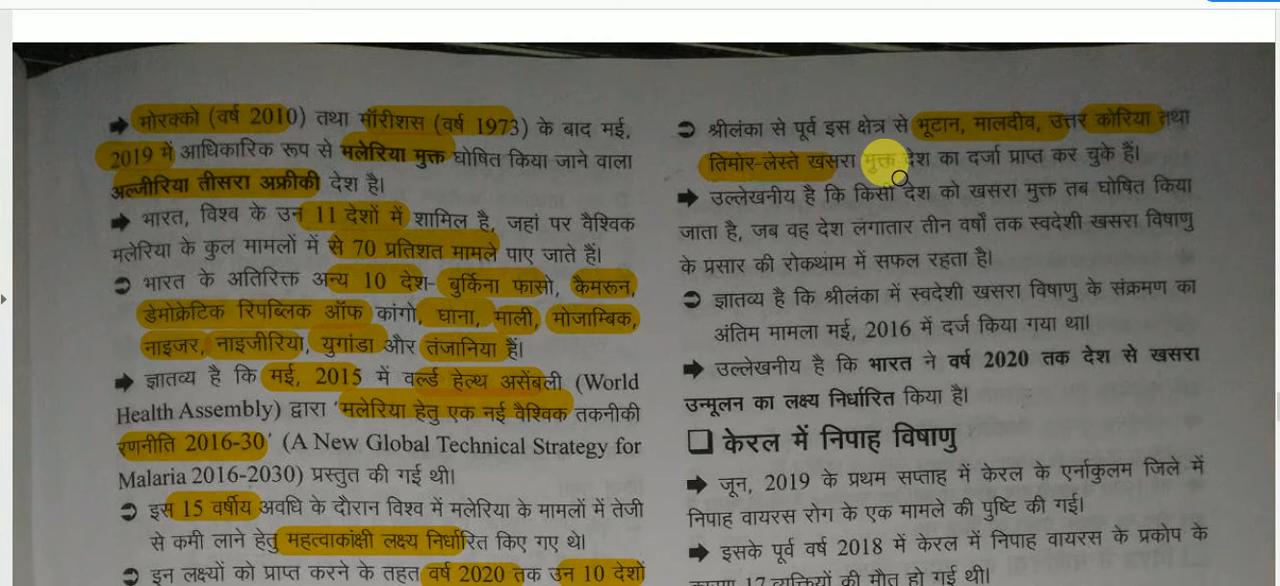 ➡ मोरक्को (वर्ष 2010) तथा मॉरीशस (वर्ष 1973) के बाद मई,
2019 में आधिकारिक रूप से मलेरिया मुक्त घोषित किया जाने वाला
अल्जीरिया तीसरा अफ्रीकी देश है।
➡ भारत, विश्व के उन 11 देशों में शामिल है, जहां पर वैश्विक
मलेरिया के कुल मामलों में से 70 प्रतिशत मामले पाए जाते हैं।
➲ भारत के अतिरिक्त अन्य 10 देश- बुर्किना फासो, कैमरून,
डेमोक्रेटिक रिपब्लिक ऑफ कांगो, घाना, माली, मोजाम्बिक,
नाइजर, नाइजीरिया, युगांडा और तंजानिया हैं।
➡ ज्ञातव्य है कि मई, 2015 में वर्ल्ड हेल्थ असेंबली (World
Health Assembly) द्वारा 'मलेरिया हेतु एक नई वैश्विक तकनीकी
रणनीति 2016-30' (A New Global Technical Strategy for
Malaria 2016-2030) प्रस्तुत की गई थी।
➲ इस 15 वर्षीय अवधि के दौरान विश्व में मलेरिया के मामलों में तेजी
से कमी लाने हेतु महत्वाकांक्षी लक्ष्य निर्धारित किए गए थे।
➲ इन लक्ष्यों को प्राप्त करने के तहत वर्ष 2020 तक उन 10 देशों
➲ श्रीलंका से पूर्व इस क्षेत्र से भूटान, मालदीव, उत्तर कोरिया तथा
तिमोर-लेस्ते खसरा मुक्त देश का दर्जा प्राप्त कर चुके हैं।
➡ उल्लेखनीय है कि किसी देश को खसरा मुक्त तब घोषित किया
जाता है, जब वह देश लगातार तीन वर्षों तक स्वदेशी खसरा विषाणु
के प्रसार की रोकथाम में सफल रहता है।
➲ ज्ञातव्य है कि श्रीलंका में स्वदेशी खसरा विषाणु के संक्रमण का
अंतिम मामला मई, 2016 में दर्ज किया गया था।
➡ उल्लेखनीय है कि भारत ने वर्ष 2020 तक देश से खसरा
उन्मूलन का लक्ष्य निर्धारित किया है।
❑ केरल में निपाह विषाणु
➡ जून, 2019 के प्रथम सप्ताह में केरल के एर्नाकुलम जिले में
निपाह वायरस रोग के एक मामले की पुष्टि की गई।
➡ इसके पूर्व वर्ष 2018 में केरल में निपाह वायरस के प्रकोप के
कारण 17 व्यक्तियों की मौत हो गई थी।